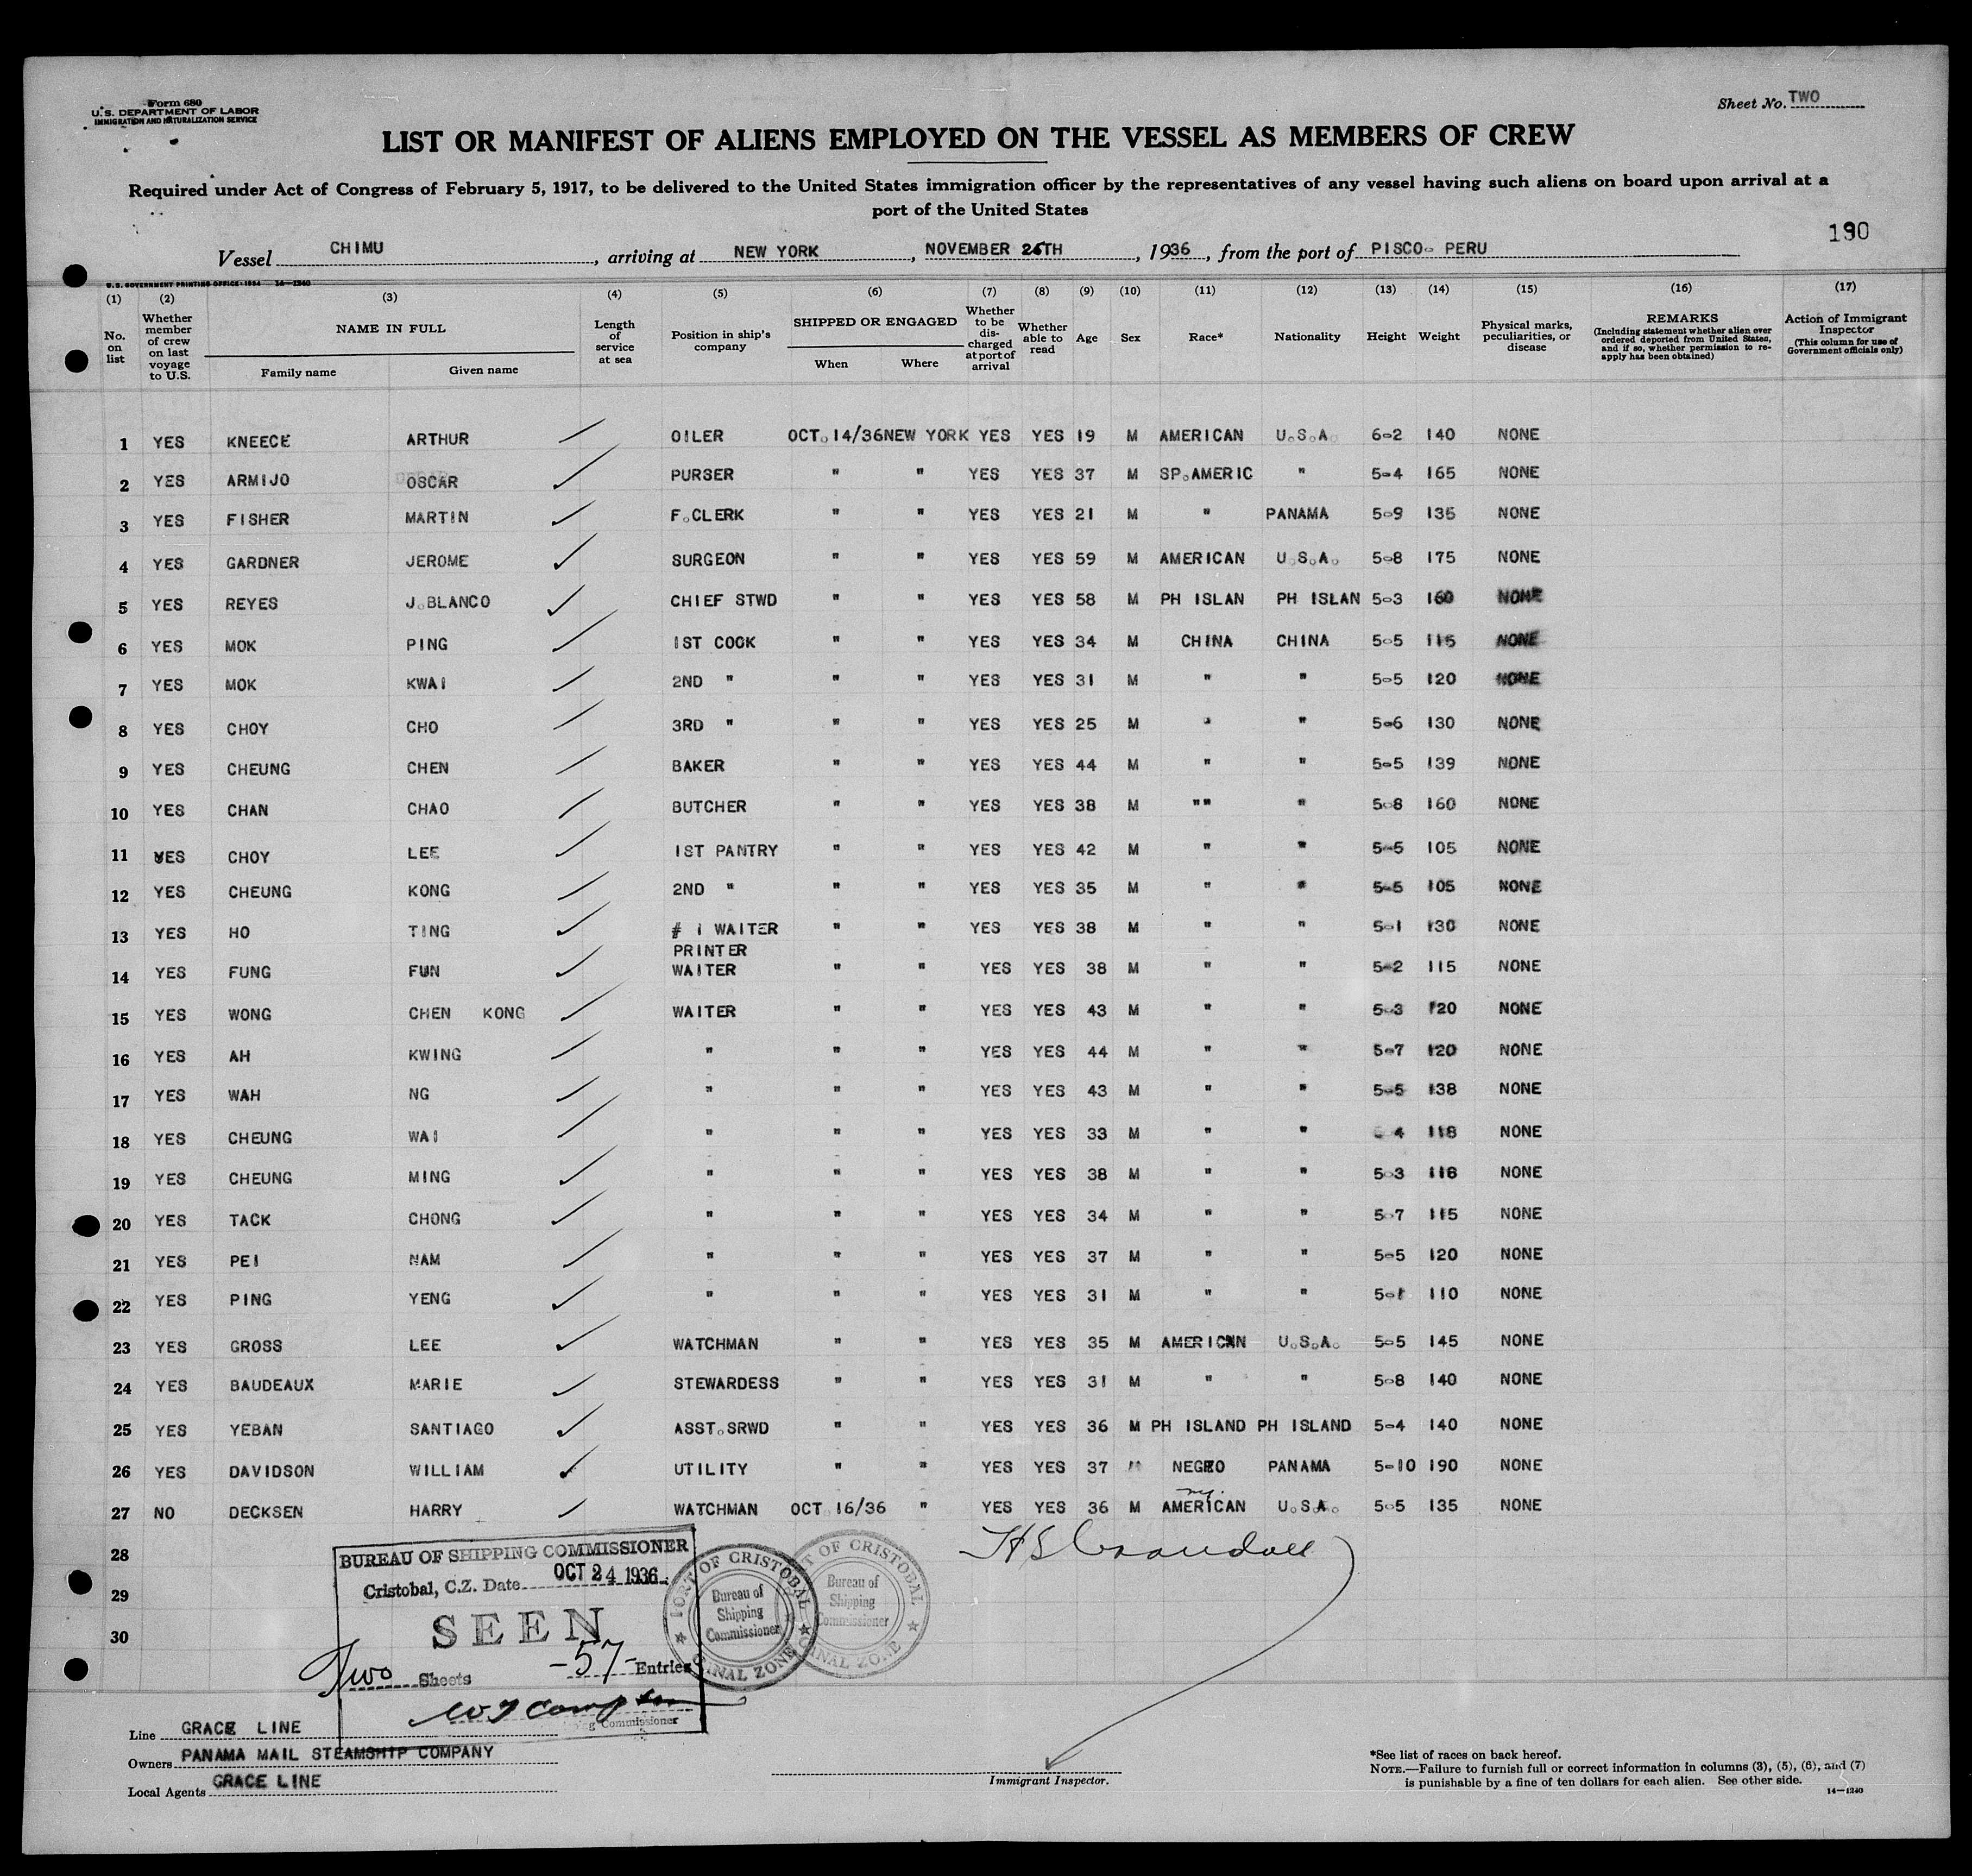 Form 680
U.S. DEPARTMENT OF LABOR
IMMIGRATION AND NATURALIZATION SERVICE
Sheet No. TWO
LIST OR MANIFEST OF ALIENS EMPLOYED ON THE VESSEL AS MEMBERS OF CREW
Required under Act of Congress of February 5, 1917, to be delivered to the United States immigration officer by the representatives of any vessel having such aliens on board upon arrival at a
port of the United States
190
Vessel CHIMU, arriving at NEW YORK, NOVEMBER 26TH, 1936, from the port of PISCO- PERU
U.S. GOVERNMENT PRINTING OFFICE: 1934 14-1240
(1) (2) (3) (4) (5) (6) (7) (8) (9) (10) (11) (12) (13) (14) (15) (16) (17)
No. on list
Whether member of crew on last voyage to U.S.
NAME IN FULL
Family name Given name
Length of service at sea
Position in ship's company
SHIPPED OR ENGAGED
When Where
Whether to be discharged at port of arrival
Whether able to read
Age
Sex
Race*
Nationality
Height
Weight
Physical marks, peculiarities, or disease
REMARKS
(Including statement whether alien ever ordered deported from United States, and if so, whether permission to re-apply has been obtained)
Action of Immigrant Inspector
(This column for use of Government officials only)
1 YES KNEECE ARTHUR OILER OCT.14/36 NEW YORK YES YES 19 M AMERICAN U.S.A. 6-2 140 NONE
2 YES ARMIJO OSCAR PURSER " " YES YES 37 M SP.AMERIC " 5-4 165 NONE
3 YES FISHER MARTIN F.CLERK " " YES YES 21 M " PANAMA 5-9 135 NONE
4 YES GARDNER JEROME SURGEON " " YES YES 59 M AMERICAN U.S.A. 5-8 175 NONE
5 YES REYES J.BLANCO CHIEF STWD " " YES YES 58 M PH ISLAN PH ISLAN 5-3 160 NONE
6 YES MOK PING 1ST COOK " " YES YES 34 M CHINA CHINA 5-5 115 NONE
7 YES MOK KWAI 2ND " " " YES YES 31 M " " 5-5 120 NONE
8 YES CHOY CHO 3RD " " " YES YES 25 M " " 5-6 130 NONE
9 YES CHEUNG CHEN BAKER " " YES YES 44 M " " 5-5 139 NONE
10 YES CHAN CHAO BUTCHER " " YES YES 38 M "" " 5-8 160 NONE
11 YES CHOY LEE 1ST PANTRY " " YES YES 42 M " " 5-5 105 NONE
12 YES CHEUNG KONG 2ND " " " YES YES 35 M " " 5-5 105 NONE
13 YES HO TING # 1 WAITER " " YES YES 38 M " " 5-1 130 NONE
PRINTER
14 YES FUNG FUN WAITER " " YES YES 38 M " " 5-2 115 NONE
15 YES WONG CHEN KONG WAITER " " YES YES 43 M " " 5-3 120 NONE
16 YES AH KWING " " " YES YES 44 M " " 5-7 120 NONE
17 YES WAH NG " " " YES YES 43 M " " 5-5 138 NONE
18 YES CHEUNG WAI " " " YES YES 33 M " " 4 118 NONE
19 YES CHEUNG MING " " " YES YES 38 M " " 5-3 118 NONE
20 YES TACK CHONG " " " YES YES 34 M " " 5-7 115 NONE
21 YES PEI NAM " " " YES YES 37 M " " 5-5 120 NONE
22 YES PING YENG " " " YES YES 31 M " " 5-1 110 NONE
23 YES GROSS LEE WATCHMAN " " YES YES 35 M AMERICAN U.S.A. 5-5 145 NONE
24 YES BAUDEAUX MARIE STEWARDESS " " YES YES 31 M " " 5-8 140 NONE
25 YES YEBAN SANTIAGO ASST.SRWD " " YES YES 36 M PH ISLAND PH ISLAND 5-4 140 NONE
26 YES DAVIDSON WILLIAM UTILITY " " YES YES 37 M NEGRO PANAMA 5-10 190 NONE
27 NO DECKSEN HARRY WATCHMAN OCT 16/36 " YES YES 36 M AMERICAN U.S.A. 5-5 135 NONE
28
29
30
BUREAU OF SHIPPING COMMISSIONER
Cristobal, C.Z. Date OCT 24 1936
SEEN
Two Sheets -57- Entries
Shipping Commissioner
PORT OF CRISTOBAL
Bureau of
Shipping
Commissioner
CANAL ZONE
PORT OF CRISTOBAL
Bureau of
Shipping
Commissioner
CANAL ZONE
Line GRACE LINE
Owners PANAMA MAIL STEAMSHIP COMPANY
Local Agents GRACE LINE
Immigrant Inspector.
*See list of races on back hereof.
NOTE.—Failure to furnish full or correct information in columns (3), (5), (6), and (7)
is punishable by a fine of ten dollars for each alien. See other side.
14-1240